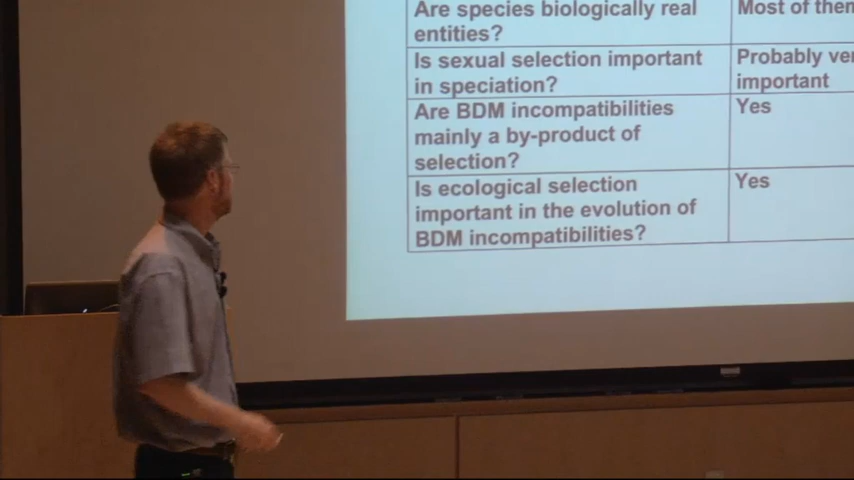 Are species biologically real
Most of them
entities?
Is sexual selection important
Probably very
in speciation?
important
Are BDM incompatibilities
Yes
mainly a by-product of
selection?
Is ecological selection
Yes
important in the evolution of
BDM incompatibilities?